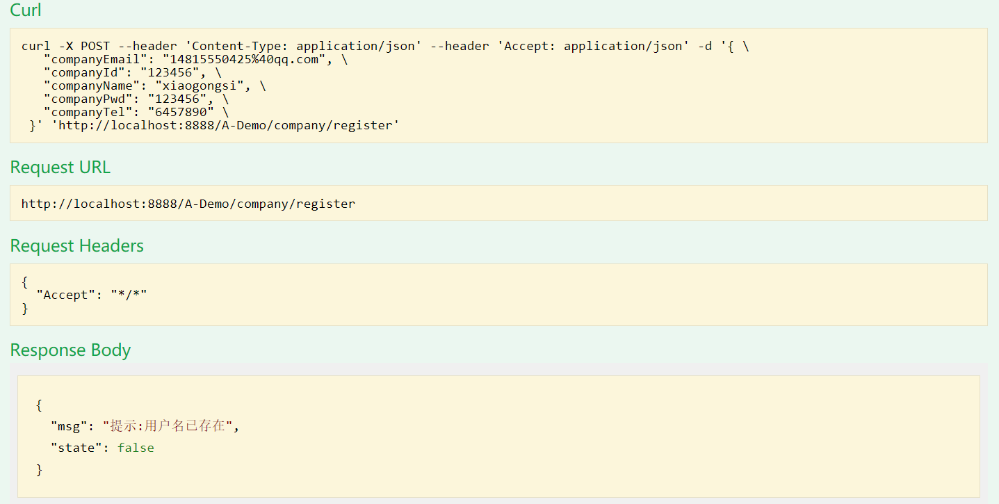 Curl
curl -X POST --header 'Content-Type: application/json' --header 'Accept: application/json' -d '{ \
"companyEmail": "14815550425%40qq.com", \
"companyId": "123456", \
"companyName": "xiaogongsi", \
"companyPwd": "123456", \
"companyTel": "6457890" \
}' 'http://localhost:8888/A-Demo/company/register'
Request URL
http://localhost:8888/A-Demo/company/register
Request Headers
{
"Accept": "*/*"
}
Response Body
{
"msg": "提示:用户名已存在",
"state": false
}